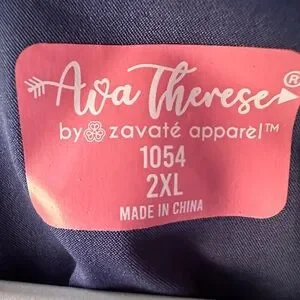 Ava Therese®
by zavaté apparel™
1054
2XL
MADE IN CHINA